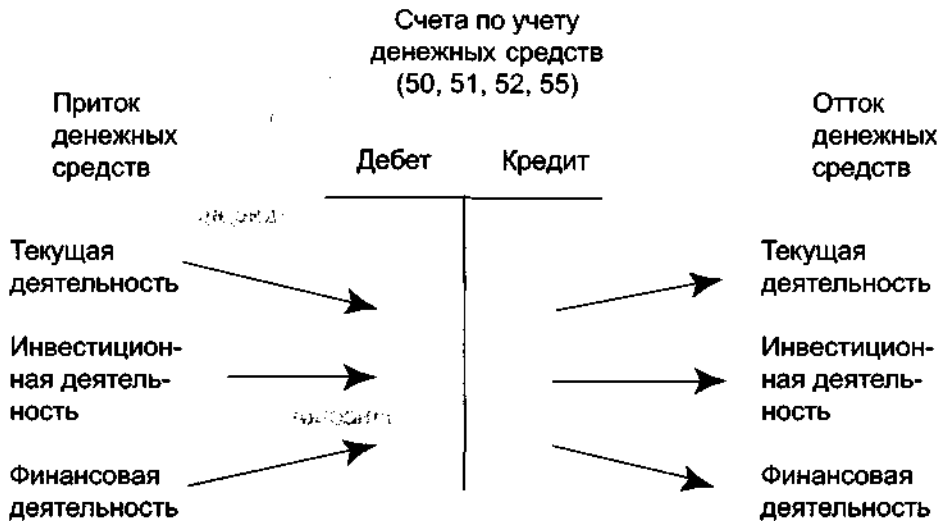 Счета по учету
денежных средств
(50, 51, 52, 55)
Приток
денежных
средств
Отток
денежных
средств
Дебет
Кредит
Текущая
деятельность
Инвестицион-
ная деятель-
ность
Финансовая
деятельность
Текущая
деятельность
Инвестицион-
ная деятель-
ность
Финансовая
деятельность